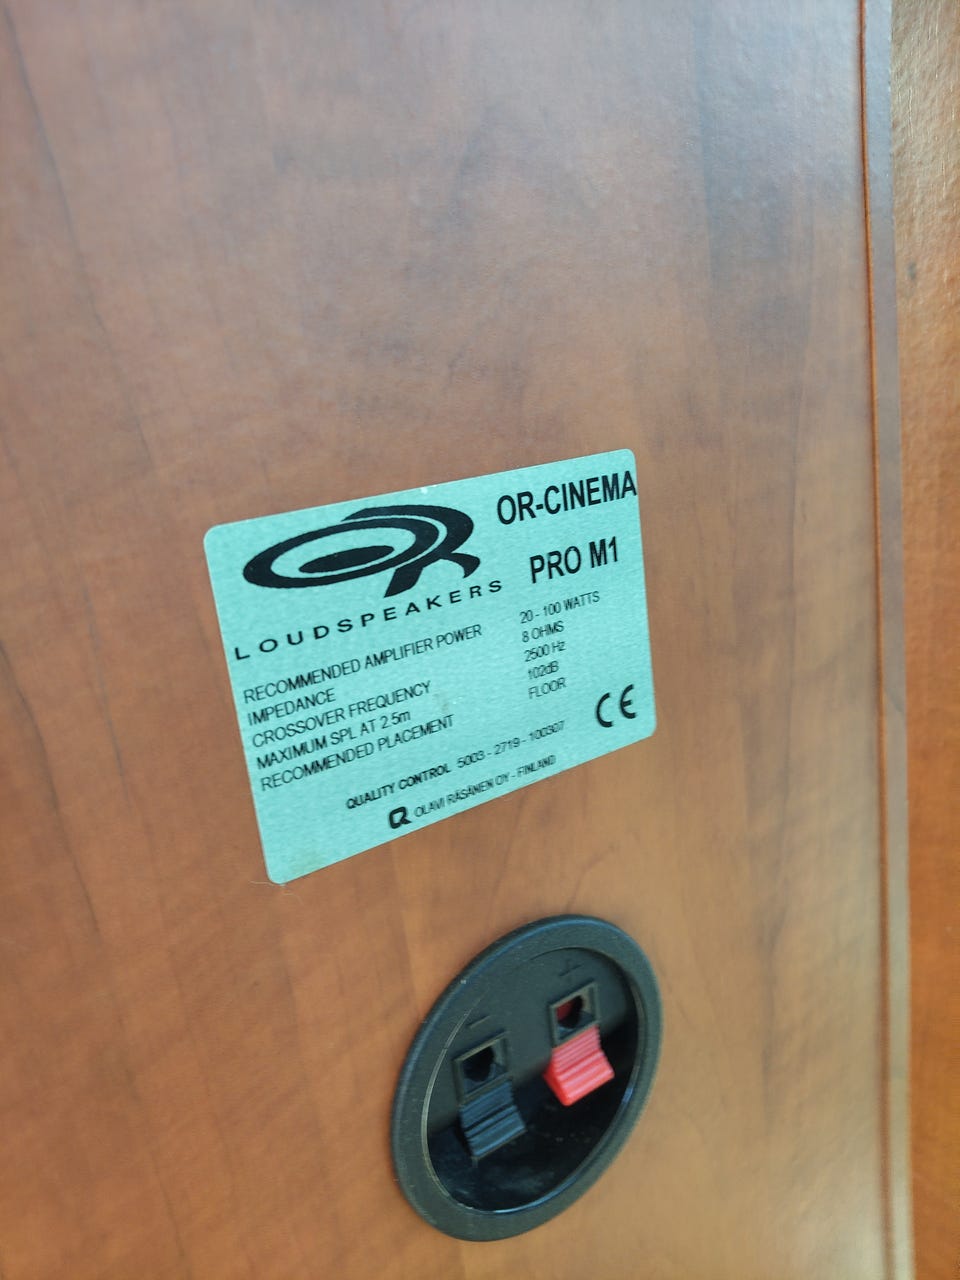 OR
LOUDSPEAKERS
OR-CINEMA
PRO M1
RECOMMENDED AMPLIFIER POWER 20 - 100 WATTS
IMPEDANCE 8 OHMS
CROSSOVER FREQUENCY 2500 Hz
MAXIMUM SPL AT 2.5m 102dB
RECOMMENDED PLACEMENT FLOOR
CE
QUALITY CONTROL 5003 - 2719 - 100307
OLAVI RÄSÄNEN OY - FINLAND
- +